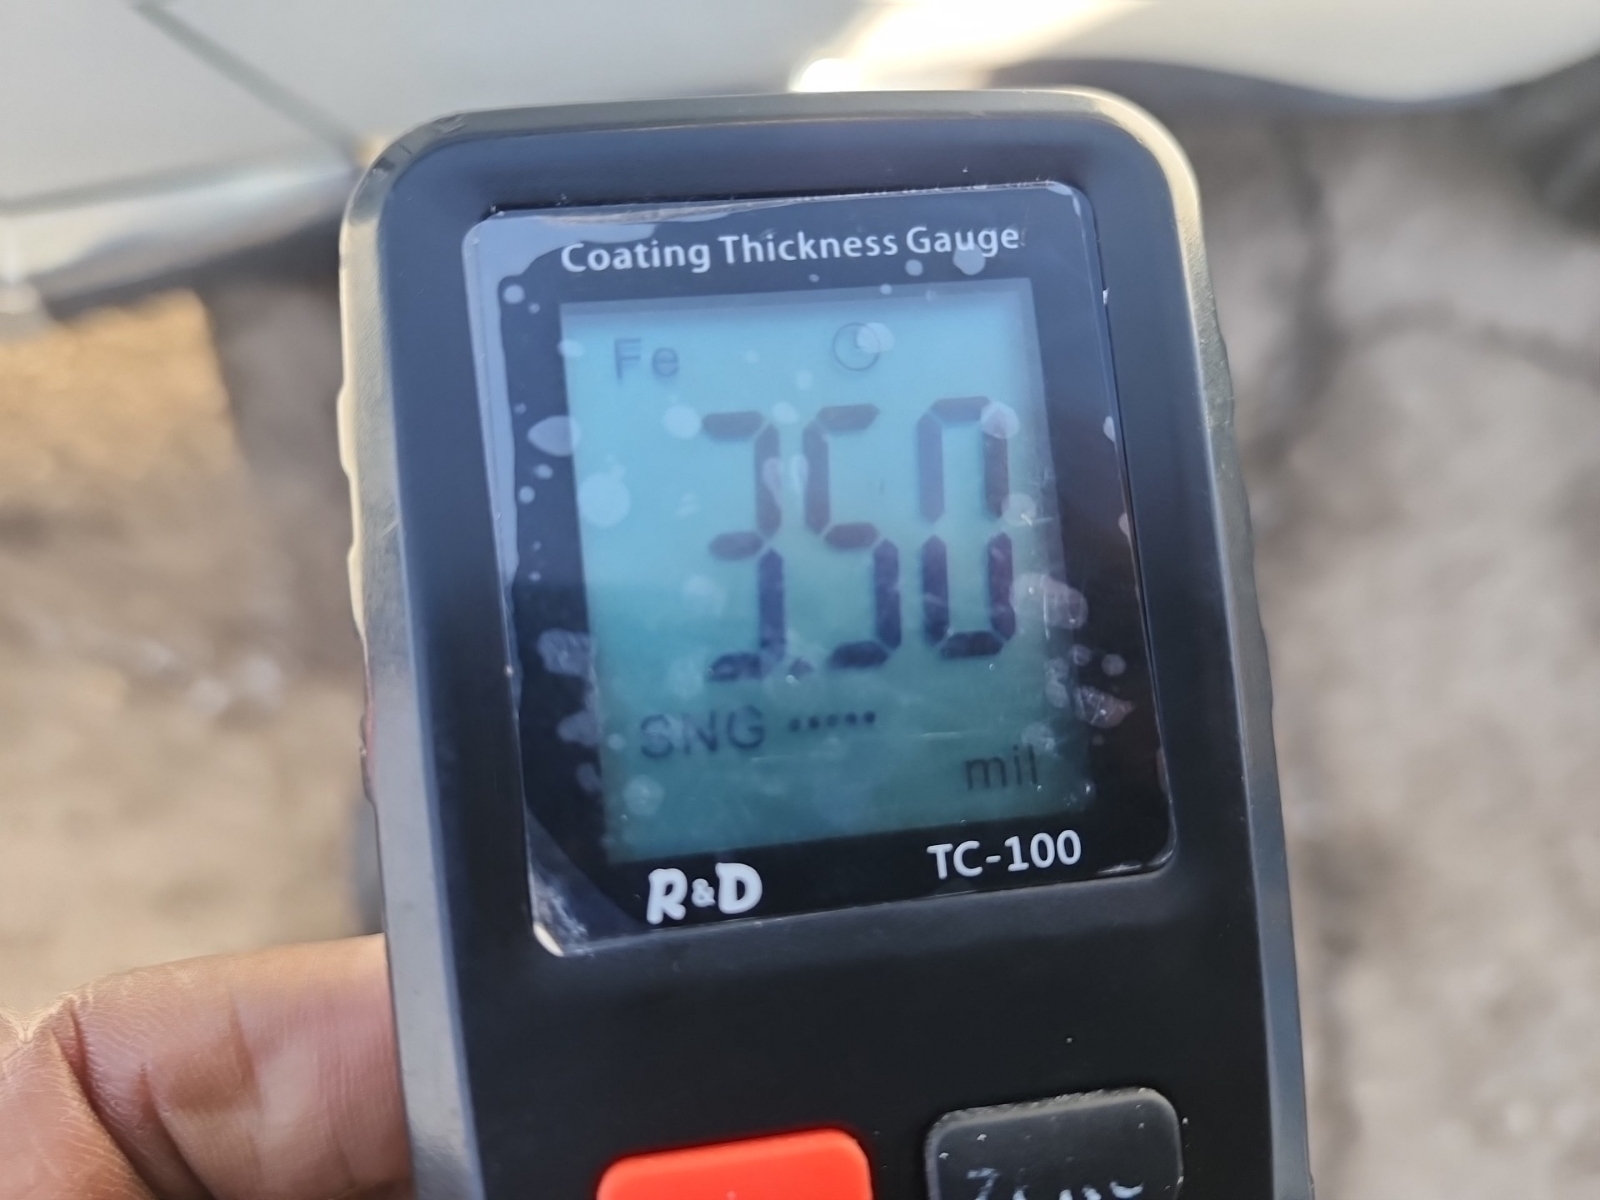 Coating Thickness Gauge
Fe
3.50
SNG -----
mil
R&D TC-100